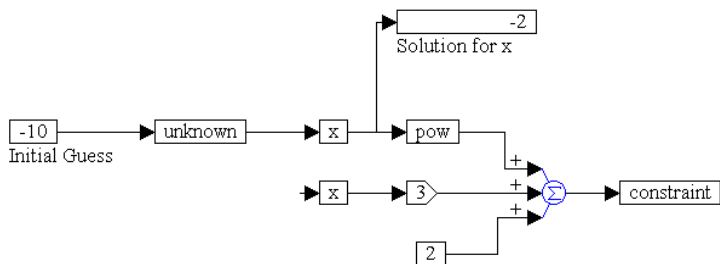 -2
Solution for x
-10
unknown
x
pow
Initial Guess
+
x
3
+
Σ
constraint
+
2